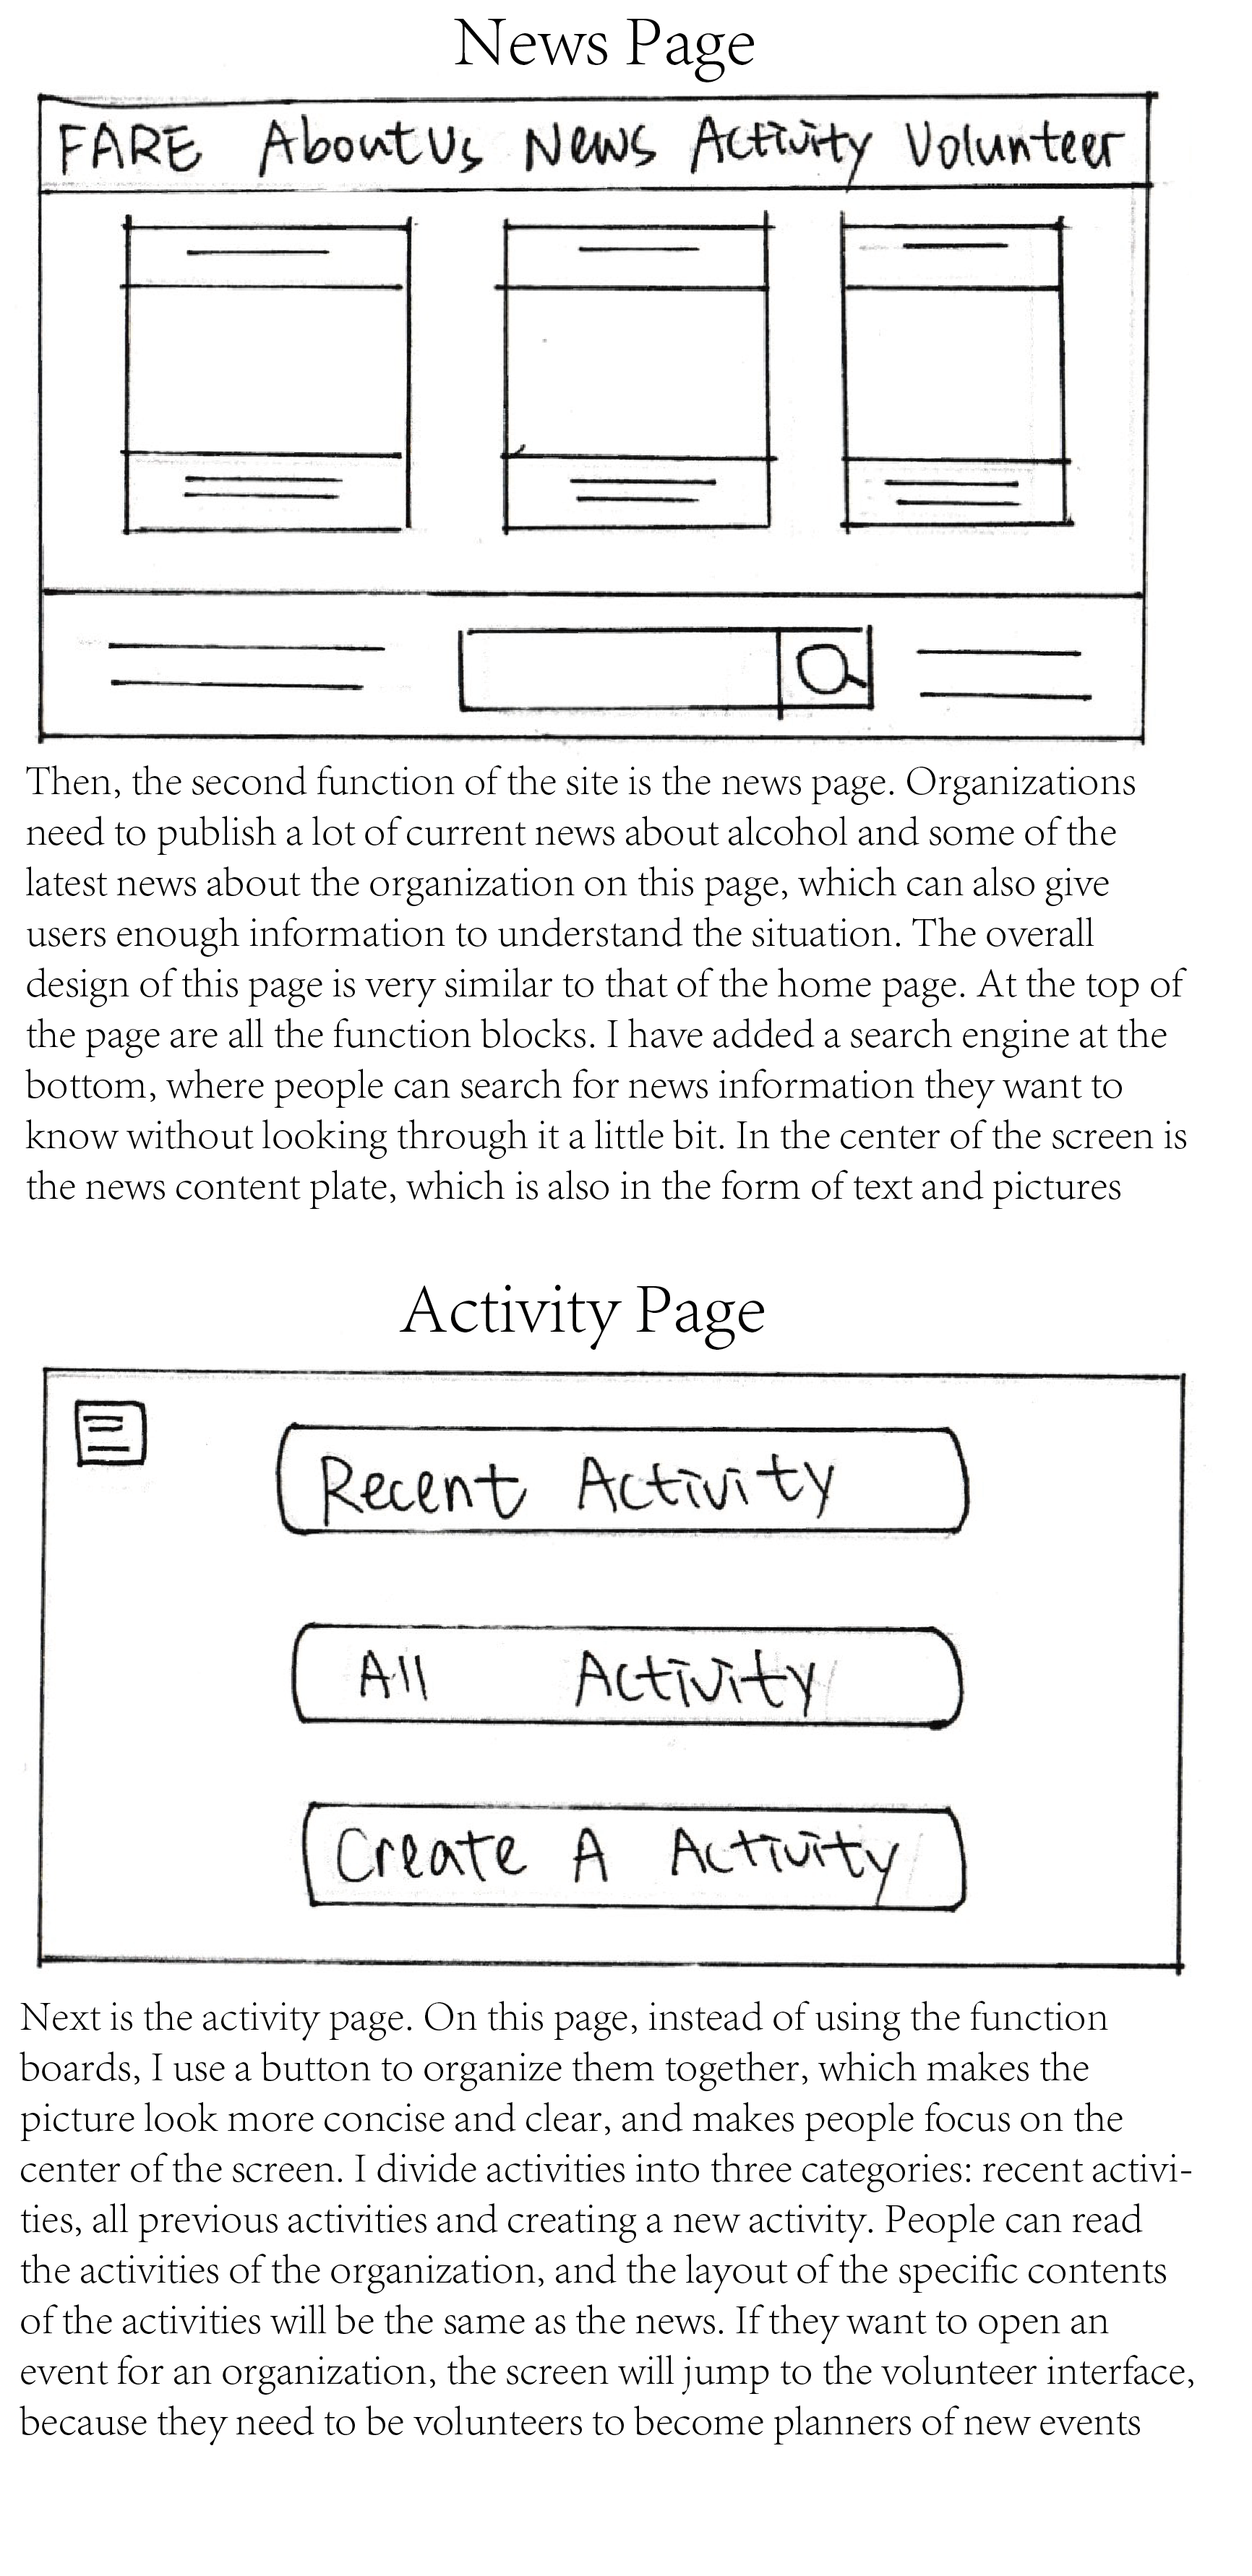 News Page
FARE About Us News Activity Volunteer
Then, the second function of the site is the news page. Organizations
need to publish a lot of current news about alcohol and some of the
latest news about the organization on this page, which can also give
users enough information to understand the situation. The overall
design of this page is very similar to that of the home page. At the top of
the page are all the function blocks. I have added a search engine at the
bottom, where people can search for news information they want to
know without looking through it a little bit. In the center of the screen is
the news content plate, which is also in the form of text and pictures
Activity Page
Recent Activity
All Activity
Create A Activity
Next is the activity page. On this page, instead of using the function
boards, I use a button to organize them together, which makes the
picture look more concise and clear, and makes people focus on the
center of the screen. I divide activities into three categories: recent activi-
ties, all previous activities and creating a new activity. People can read
the activities of the organization, and the layout of the specific contents
of the activities will be the same as the news. If they want to open an
event for an organization, the screen will jump to the volunteer interface,
because they need to be volunteers to become planners of new events